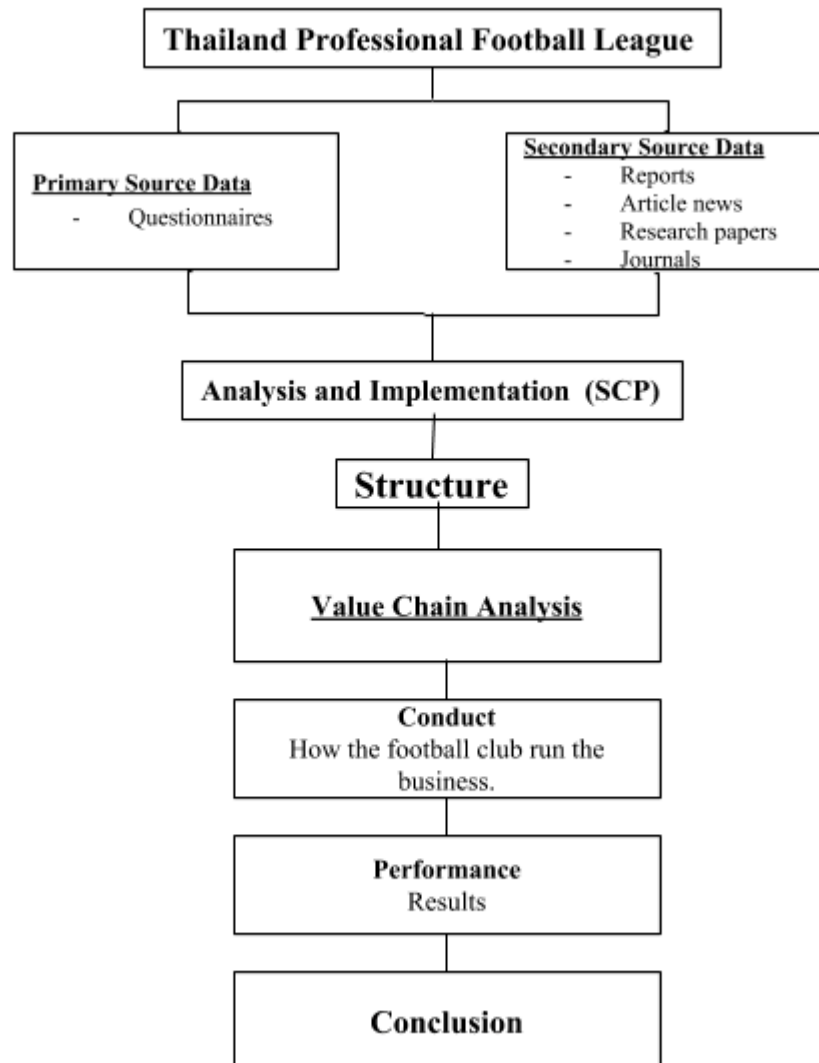 Thailand Professional Football League
Primary Source Data
- Questionnaires
Secondary Source Data
- Reports
- Article news
- Research papers
- Journals
Analysis and Implementation (SCP)
Structure
Value Chain Analysis
Conduct
How the football club run the
business.
Performance
Results
Conclusion